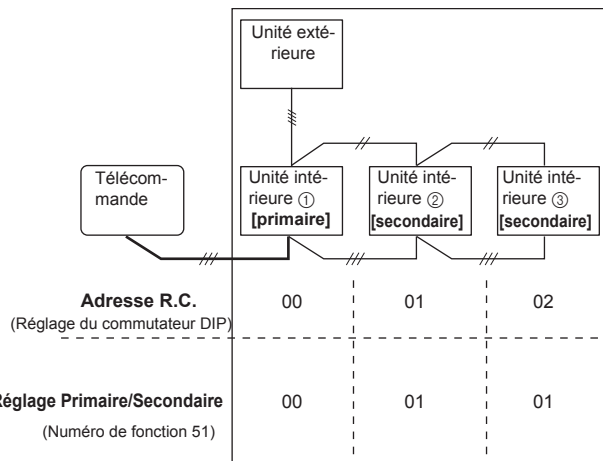 Unité exté-
rieure
Télécom-
mande
Unité inté-
rieure ①
[primaire]
Unité inté-
rieure ②
[secondaire]
Unité inté-
rieure ③
[secondaire]
Adresse R.C. 00 01 02
(Réglage du commutateur DIP)
Réglage Primaire/Secondaire 00 01 01
(Numéro de fonction 51)